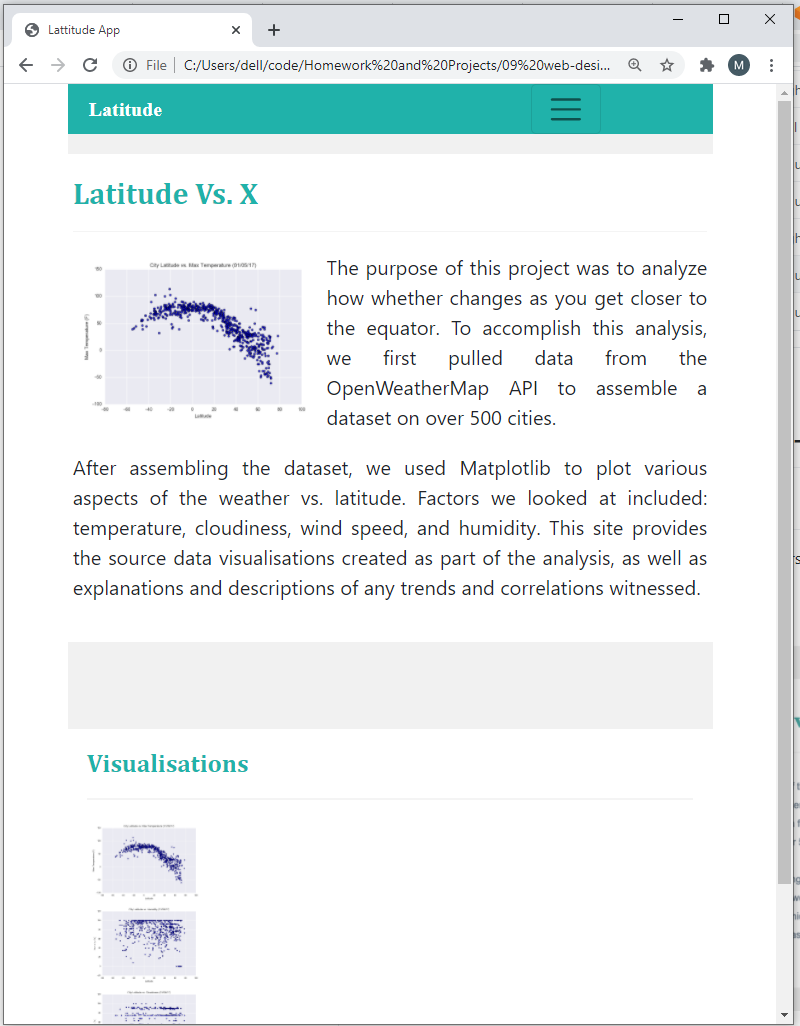 Lattitude App
File
C:/Users/dell/code/Homework%20and%20Projects/09%20web-desi...
M
Latitude
Latitude Vs. X
City Latitude vs. Max Temperature (01/05/17)
150
100
50
0
-50
-100
Max Temperature (F)
-80 -60 -40 -20 0 20 40 60 80 100
Latitude
The purpose of this project was to analyze
how whether changes as you get closer to
the equator. To accomplish this analysis,
we first pulled data from the
OpenWeatherMap API to assemble a
dataset on over 500 cities.
After assembling the dataset, we used Matplotlib to plot various
aspects of the weather vs. latitude. Factors we looked at included:
temperature, cloudiness, wind speed, and humidity. This site provides
the source data visualisations created as part of the analysis, as well as
explanations and descriptions of any trends and correlations witnessed.
Visualisations